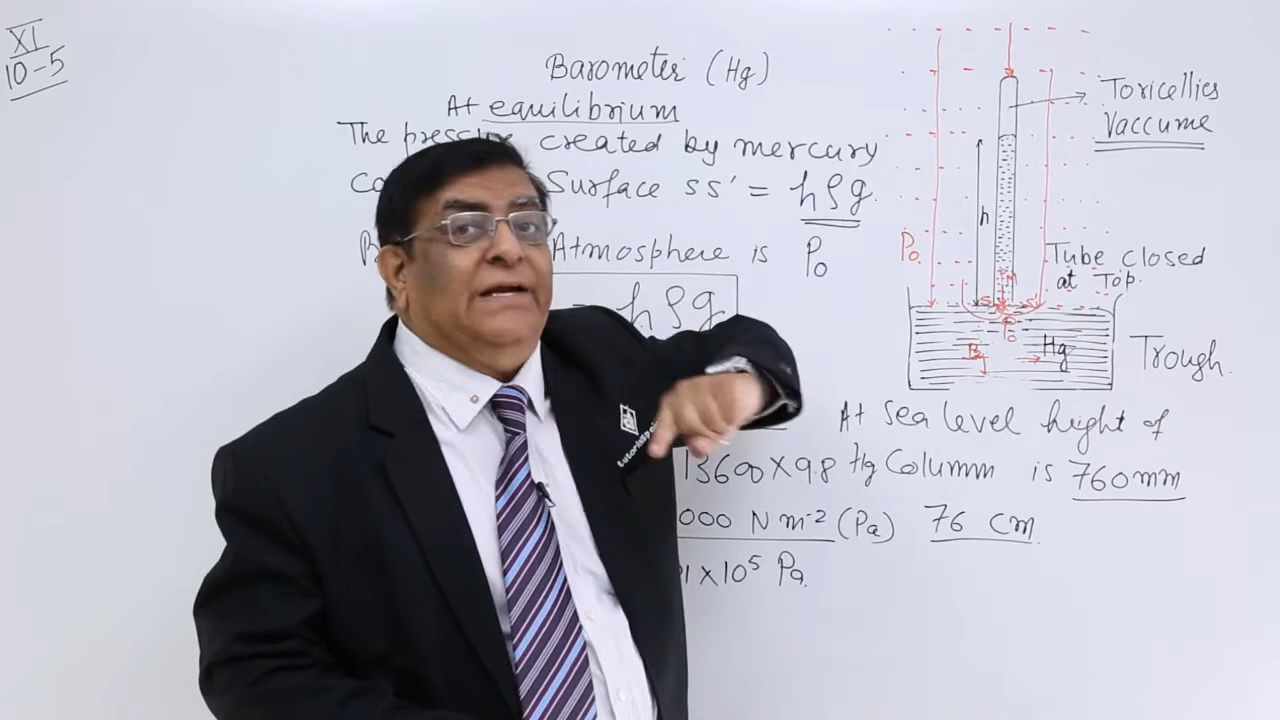 XI
10-5
Barometer (Hg)
At equilibrium
The created by mercury
Surface ss' = hρg.
Atmosphere is P₀
= hρg
13600 X 9.8
000 N m⁻² (Pa)
X 10⁵ Pa
At Sea level height of
Hg Column is 760mm
76 cm
Toricellies
Vaccume
h
P₀
Tube closed
at Top.
S S'
P₀
B
Hg
Trough.